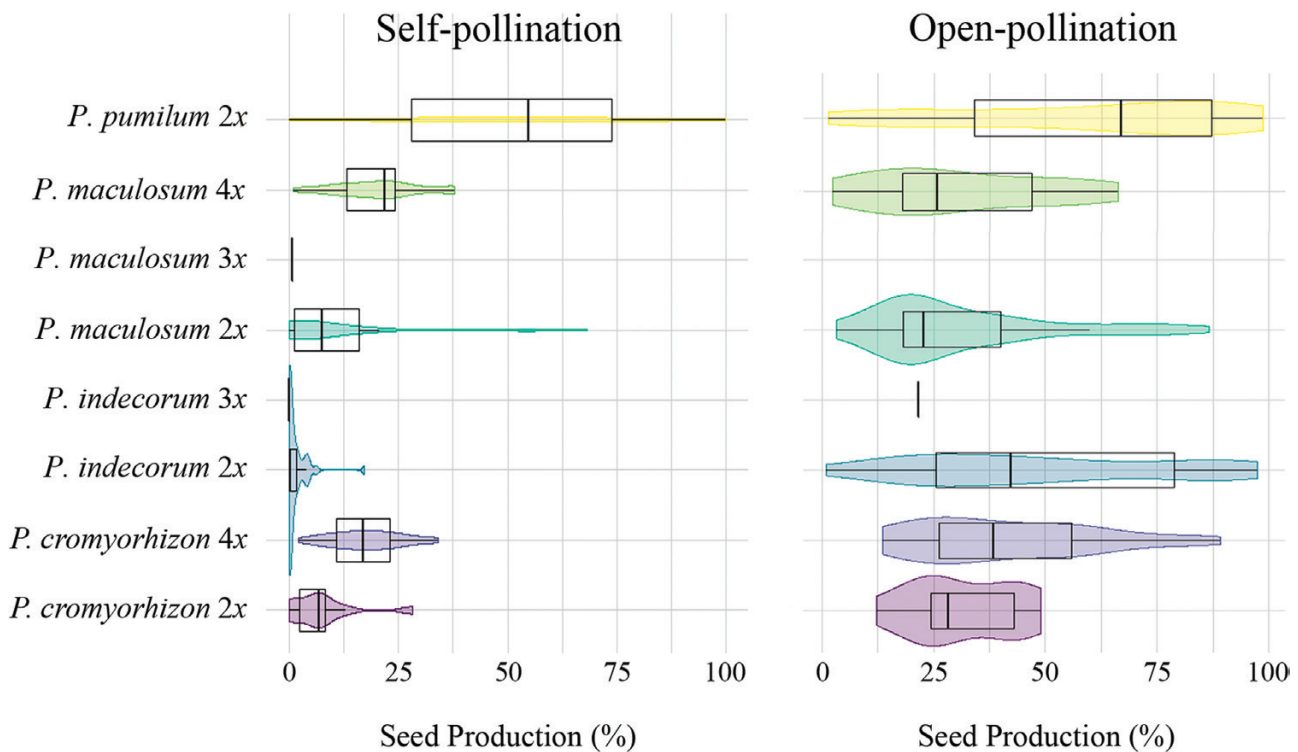 Self-pollination
Open-pollination
P. pumilum 2x
P. maculosum 4x
P. maculosum 3x
P. maculosum 2x
P. indecorum 3x
P. indecorum 2x
P. cromyorhizon 4x
P. cromyorhizon 2x
0 25 50 75 100
0 25 50 75 100
Seed Production (%)
Seed Production (%)